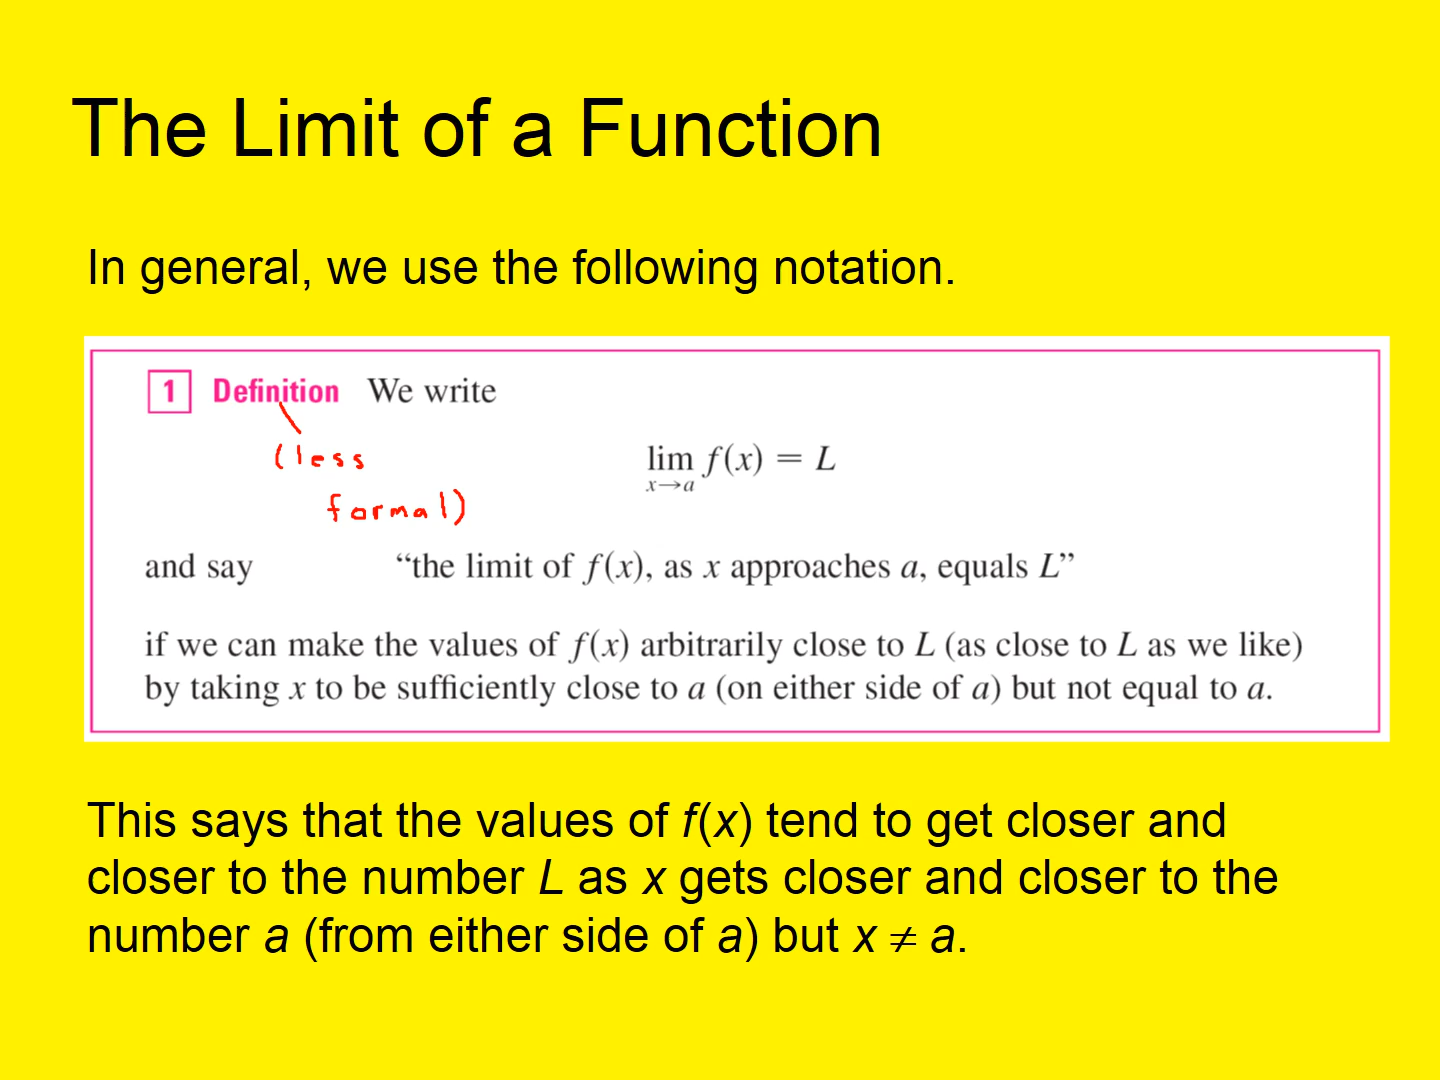 The Limit of a Function
In general, we use the following notation.
1 Definition We write
(less
formal)
lim f(x) = L
x→a
and say “the limit of f(x), as x approaches a, equals L”
if we can make the values of f(x) arbitrarily close to L (as close to L as we like)
by taking x to be sufficiently close to a (on either side of a) but not equal to a.
This says that the values of f(x) tend to get closer and
closer to the number L as x gets closer and closer to the
number a (from either side of a) but x ≠ a.